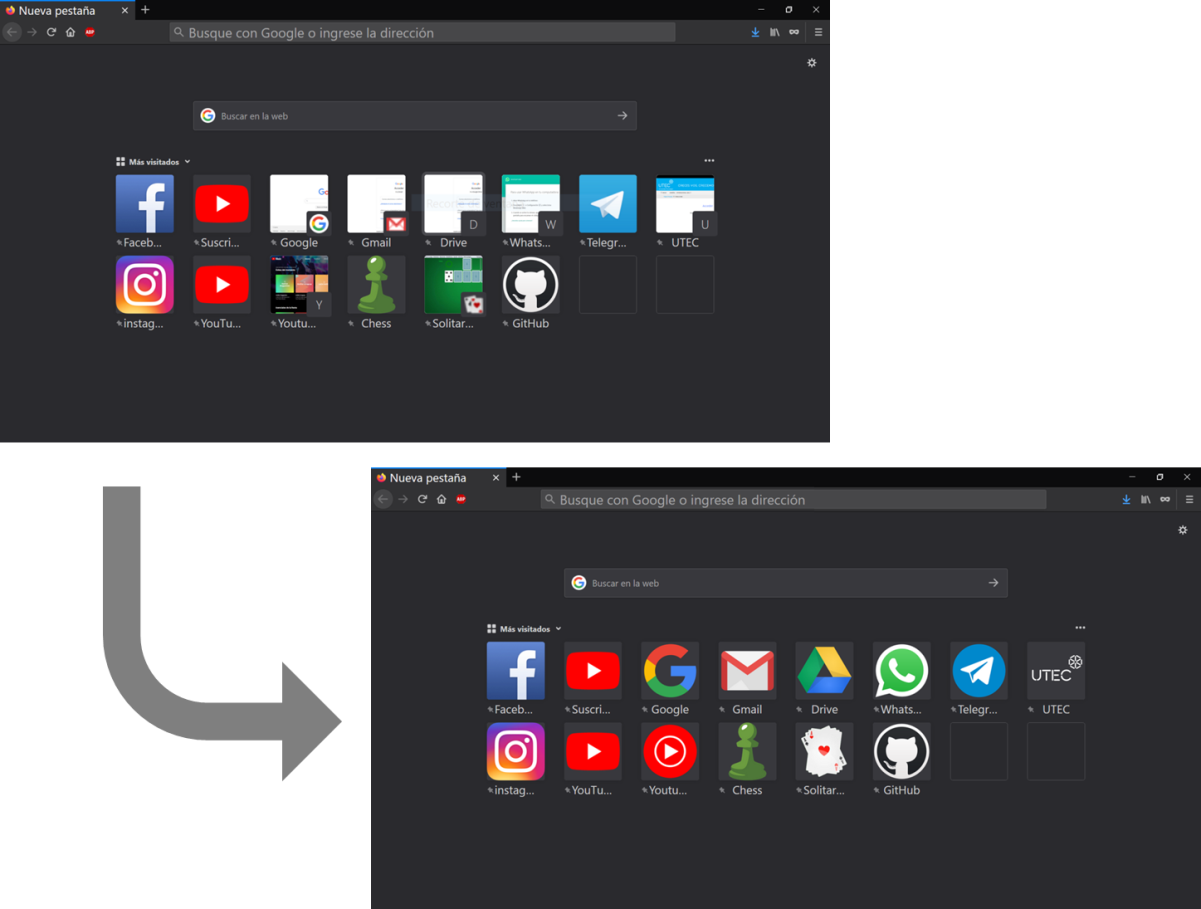 Nueva pestaña
ABP
Busque con Google o ingrese la dirección
Buscar en la web
Más visitados
Faceb... Suscri... Google Gmail Drive Whats... Telegr... UTEC
D W U
instag... YouTu... Youtu... Chess Solitar... GitHub
Y
Nueva pestaña
ABP
Busque con Google o ingrese la dirección
Buscar en la web
Más visitados
UTEC
Faceb... Suscri... Google Gmail Drive Whats... Telegr... UTEC
instag... YouTu... Youtu... Chess Solitar... GitHub